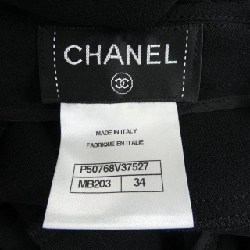 CHANEL
MADE IN ITALY
FABRIQUE EN ITALIE
P50768V37527
MB203 34